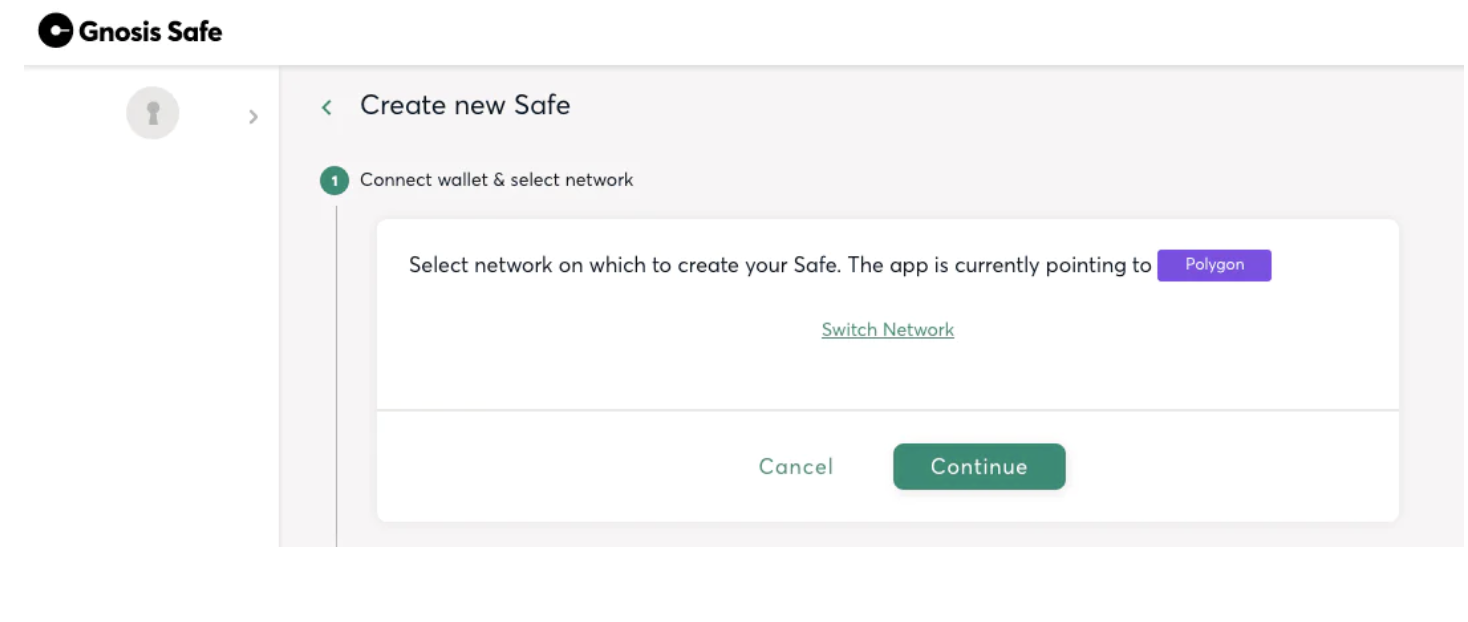 Gnosis Safe
Create new Safe
1 Connect wallet & select network
Select network on which to create your Safe. The app is currently pointing to Polygon
Switch Network
Cancel Continue